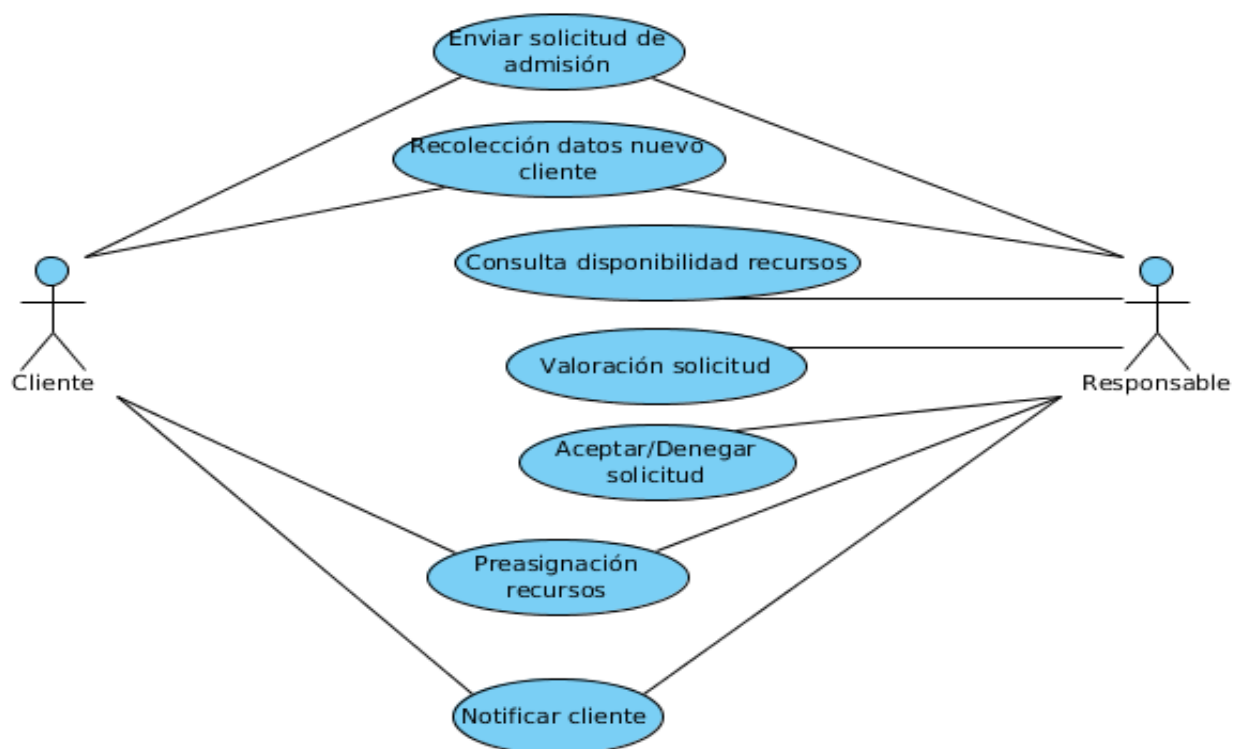 Enviar solicitud de
admisión
Recolección datos nuevo
cliente
Consulta disponibilidad recursos
Cliente
Valoración solicitud
Responsable
Aceptar/Denegar
solicitud
Preasignación
recursos
Notificar cliente